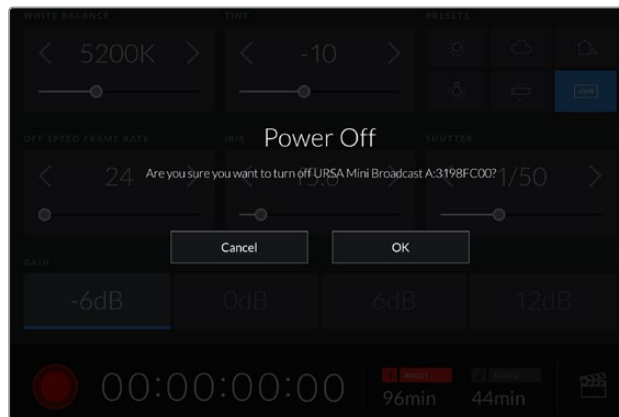 WHITE BALANCE TINT PRESETS
5200K -10
OFF SPEED FRAME RATE IRIS SHUTTER
Power Off
24 1/50
Are you sure you want to turn off URSA Mini Broadcast A:3198FC00?
Cancel OK
GAIN
-6dB 0dB 6dB 12dB
00:00:00:00
1 2
96min 44min